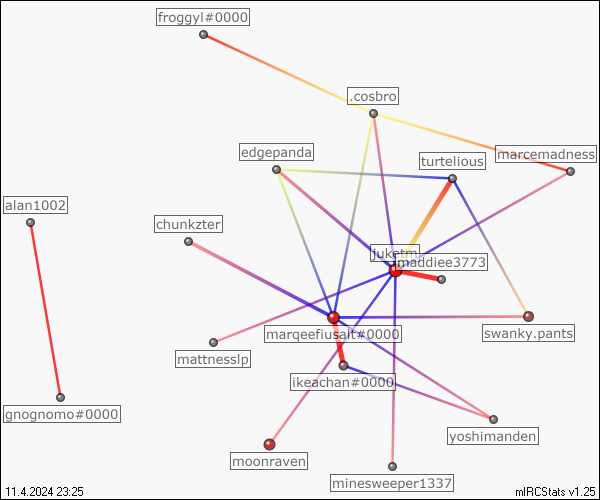 froggyl#0000
.cosbro
edgepanda
turtelious
marcemadness
alan1002
chunkzter
juketm
maddiee3773
marqeefiusalt#0000
swanky.pants
mattnesslp
ikeachan#0000
gnognomo#0000
yoshimanden
moonraven
minesweeper1337
11.4.2024 23:25
mIRCStats v1.25